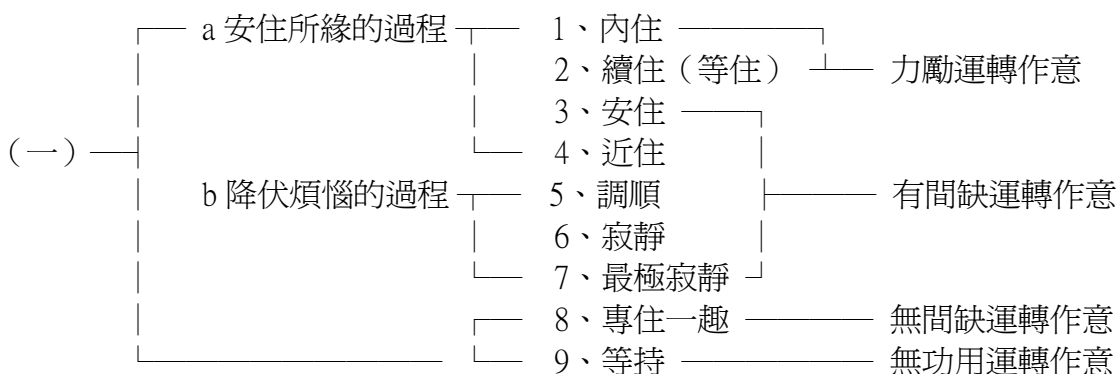 a 安住所緣的過程 1、內住
2、續住（等住） 力勵運轉作意
3、安住
（一） 4、近住
b 降伏煩惱的過程 5、調順 有間缺運轉作意
6、寂靜
7、最極寂靜
8、專住一趣 無間缺運轉作意
9、等持 無功用運轉作意